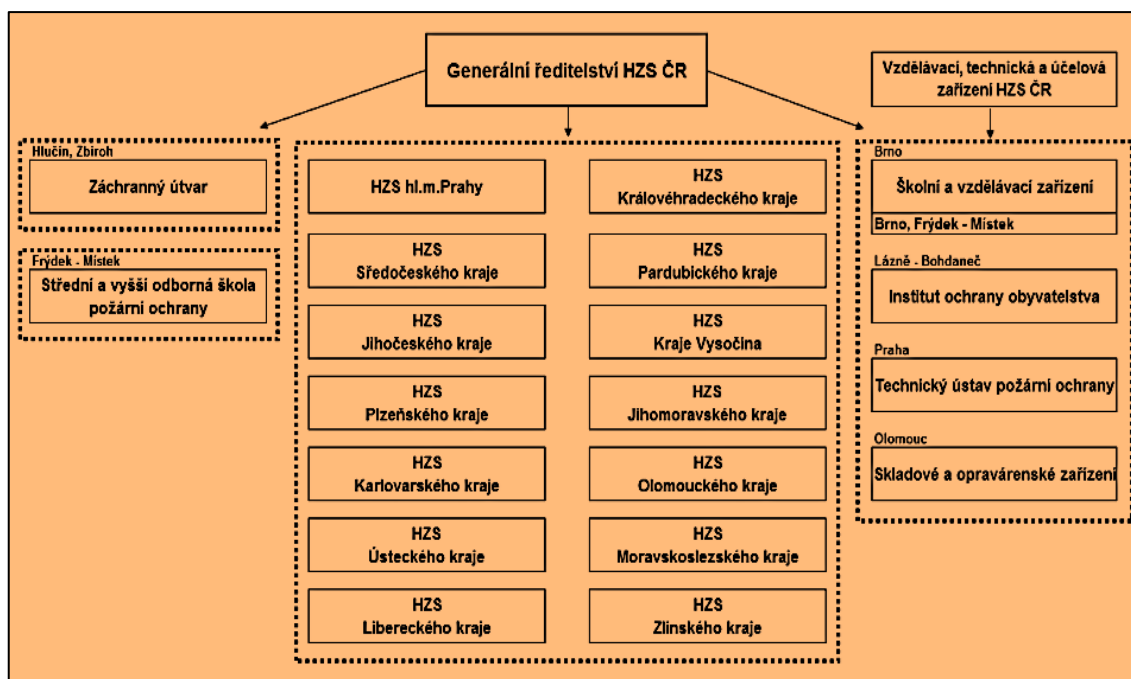 Generální ředitelství HZS ČR
Vzdělávací, technická a účelová
zařízení HZS ČR
Hlučín, Zbiroh
Záchranný útvar
Frýdek - Místek
Střední a vyšší odborná škola
požární ochrany
HZS hl.m.Prahy
HZS
Královéhradeckého kraje
HZS
Středočeského kraje
HZS
Pardubického kraje
HZS
Jihočeského kraje
HZS
Kraje Vysočina
HZS
Plzeňského kraje
HZS
Jihomoravského kraje
HZS
Karlovarského kraje
HZS
Olomouckého kraje
HZS
Ústeckého kraje
HZS
Moravskoslezského kraje
HZS
Libereckého kraje
HZS
Zlínského kraje
Brno
Školní a vzdělávací zařízení
Brno, Frýdek - Místek
Lázně - Bohdaneč
Institut ochrany obyvatelstva
Praha
Technický ústav požární ochrany
Olomouc
Skladové a opravárenské zařízení